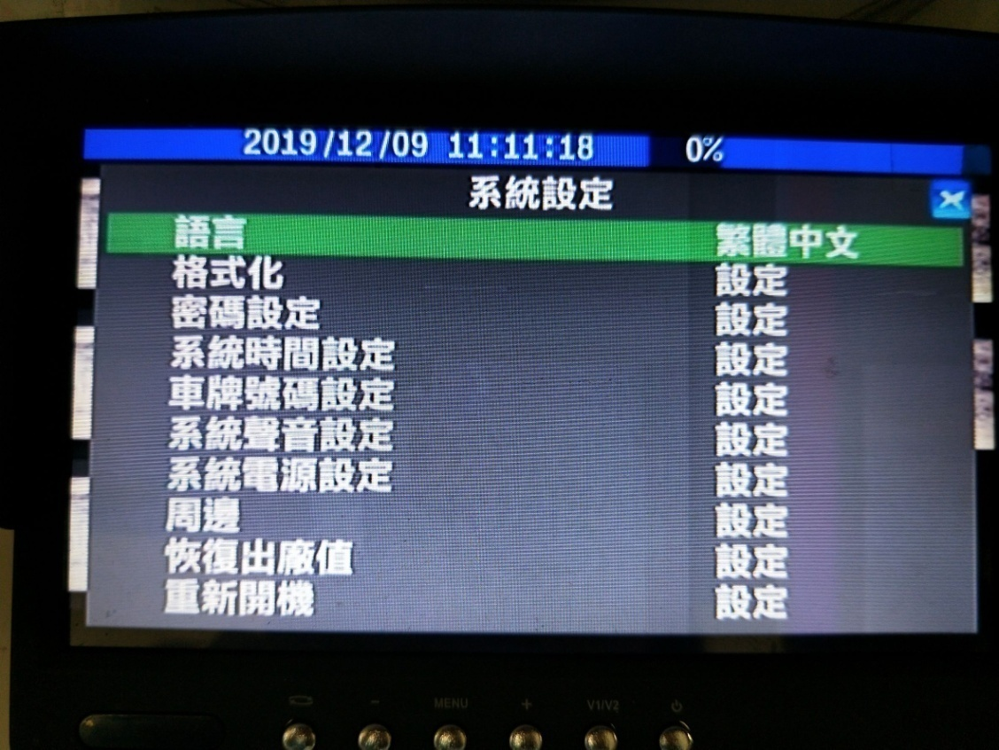 2019/12/09 11:11:18 0%
系統設定
語言 繁體中文
格式化 設定
密碼設定 設定
系統時間設定 設定
車牌號碼設定 設定
系統聲音設定 設定
系統電源設定 設定
周邊 設定
恢復出廠值 設定
重新開機 設定
- MENU + V1/V2